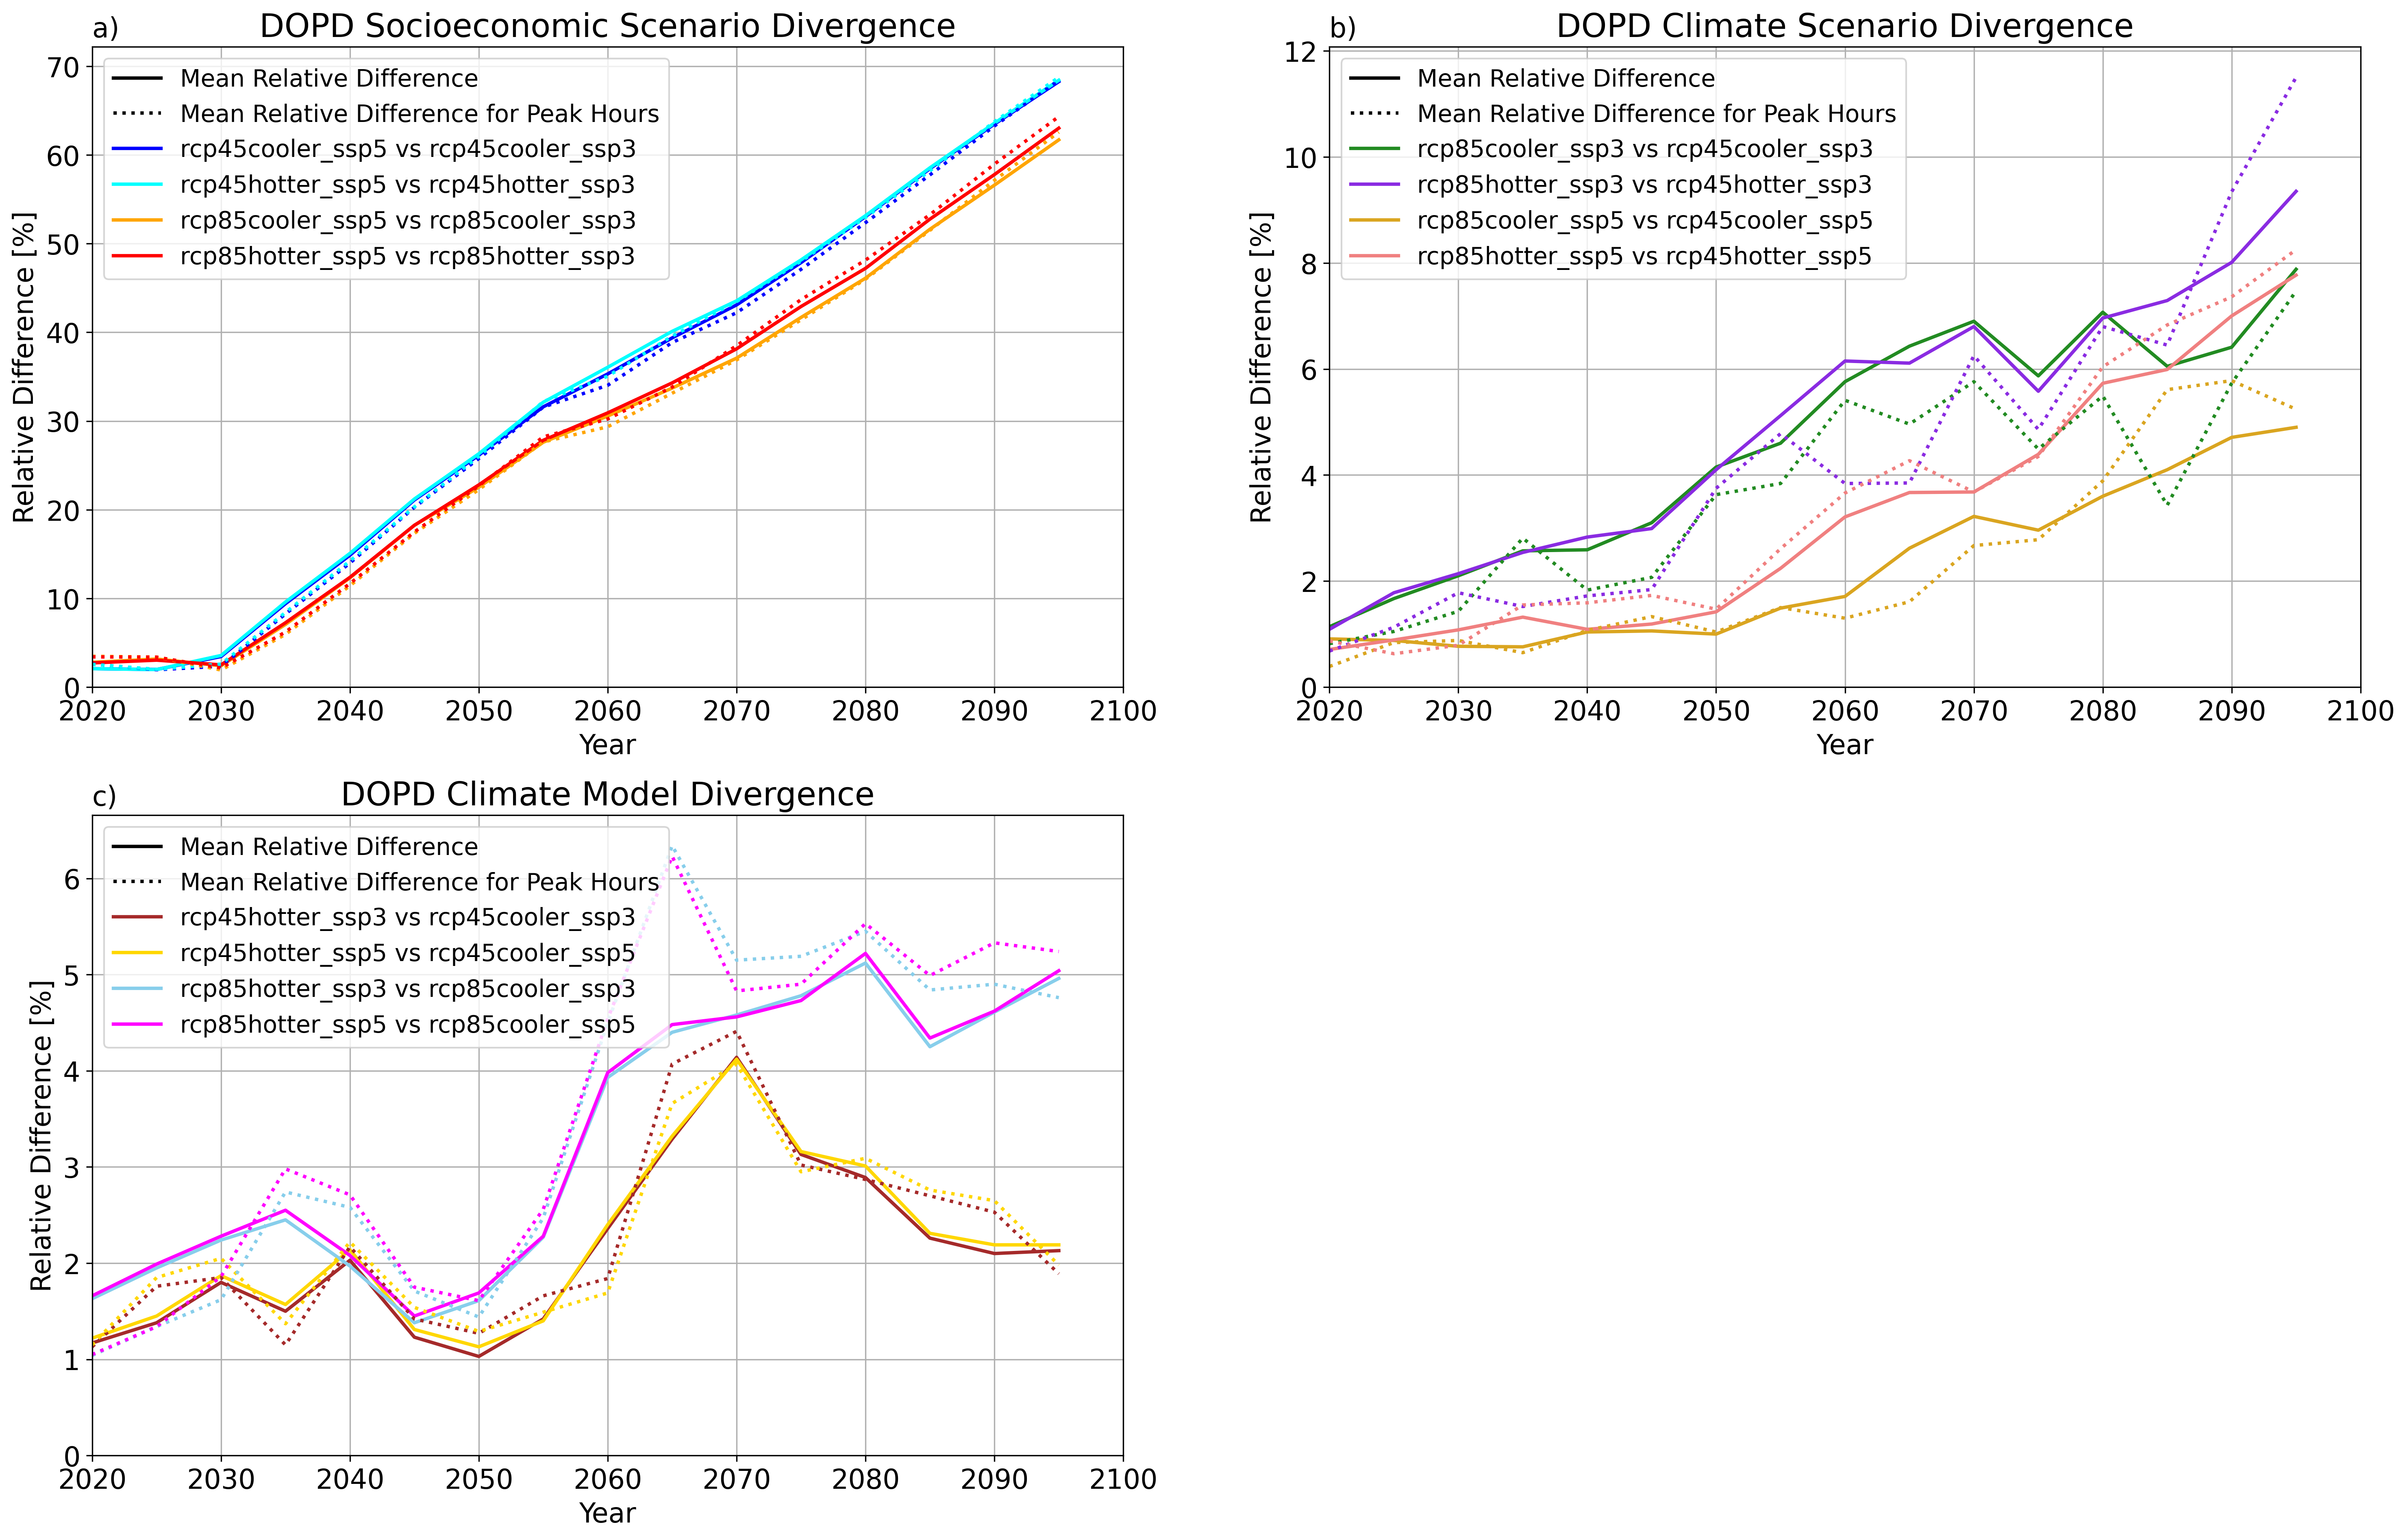 a)
DOPD Socioeconomic Scenario Divergence
Relative Difference [%]
70
60
50
40
30
20
10
0
Mean Relative Difference
Mean Relative Difference for Peak Hours
rcp45cooler_ssp5 vs rcp45cooler_ssp3
rcp45hotter_ssp5 vs rcp45hotter_ssp3
rcp85cooler_ssp5 vs rcp85cooler_ssp3
rcp85hotter_ssp5 vs rcp85hotter_ssp3
2020 2030 2040 2050 2060 2070 2080 2090 2100
Year
b)
DOPD Climate Scenario Divergence
Relative Difference [%]
12
10
8
6
4
2
0
Mean Relative Difference
Mean Relative Difference for Peak Hours
rcp85cooler_ssp3 vs rcp45cooler_ssp3
rcp85hotter_ssp3 vs rcp45hotter_ssp3
rcp85cooler_ssp5 vs rcp45cooler_ssp5
rcp85hotter_ssp5 vs rcp45hotter_ssp5
2020 2030 2040 2050 2060 2070 2080 2090 2100
Year
c)
DOPD Climate Model Divergence
Relative Difference [%]
6
5
4
3
2
1
0
Mean Relative Difference
Mean Relative Difference for Peak Hours
rcp45hotter_ssp3 vs rcp45cooler_ssp3
rcp45hotter_ssp5 vs rcp45cooler_ssp5
rcp85hotter_ssp3 vs rcp85cooler_ssp3
rcp85hotter_ssp5 vs rcp85cooler_ssp5
2020 2030 2040 2050 2060 2070 2080 2090 2100
Year